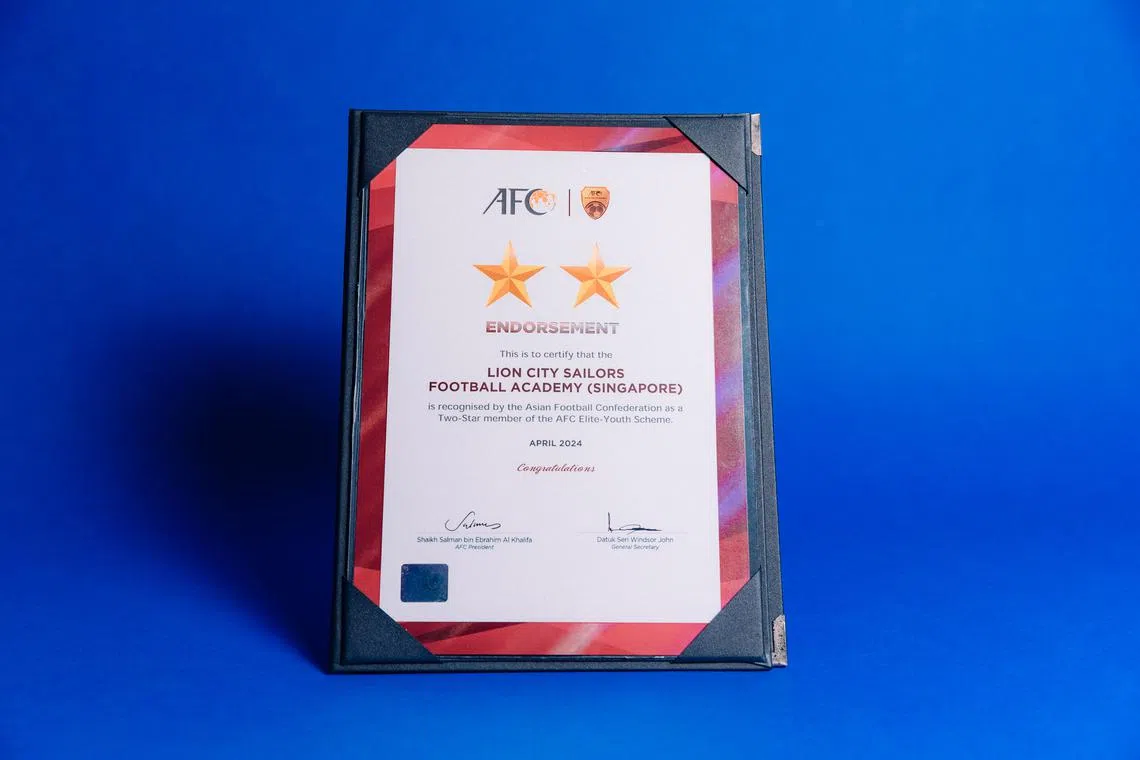 AFC
ENDORSEMENT
This is to certify that the
LION CITY SAILORS
FOOTBALL ACADEMY (SINGAPORE)
is recognised by the Asian Football Confederation as a
Two-Star member of the AFC Elite-Youth Scheme.
APRIL 2024
Congratulations
Shaikh Salman bin Ebrahim Al Khalifa
AFC President
Datuk Seri Windsor John
General Secretary